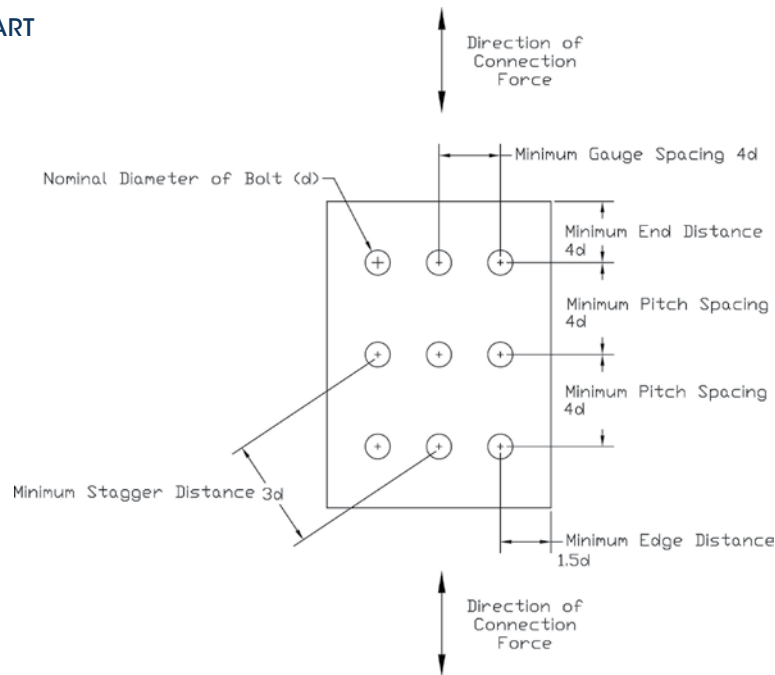 ART
Direction of
Connection
Force
Minimum Gauge Spacing 4d
Nominal Diameter of Bolt (d)
Minimum End Distance
4d
Minimum Pitch Spacing
4d
Minimum Pitch Spacing
4d
Minimum Stagger Distance 3d
Minimum Edge Distance
1.5d
Direction of
Connection
Force